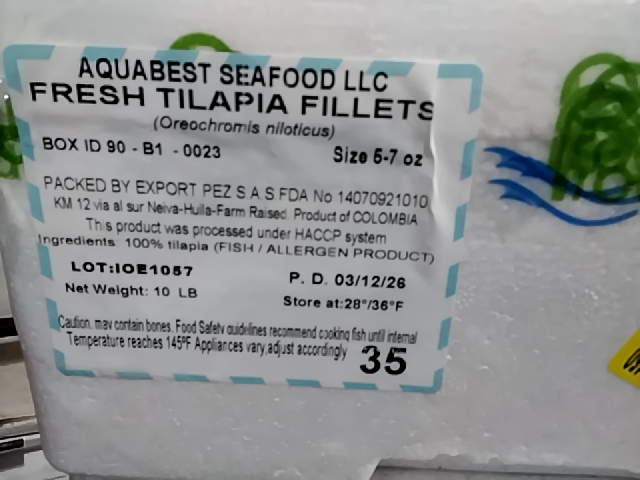 AQUABEST SEAFOOD LLC
FRESH TILAPIA FILLETS
(Oreochromis niloticus)
BOX ID 90 - B1 - 0023 Size 5-7 oz
PACKED BY EXPORT PEZ S.A.S FDA No 14070921010
KM 12 via al sur Neiva-Huila-Farm Raised. Product of COLOMBIA
This product was processed under HACCP system
Ingredients: 100% tilapia (FISH / ALLERGEN PRODUCT)
LOT:IOE1057 P. D. 03/12/26
Net Weight: 10 LB Store at:28°/36°F
Caution, may contain bones. Food Safety guidelines recommend cooking fish until internal
Temperature reaches 145ºF Appliances vary,adjust accordingly 35